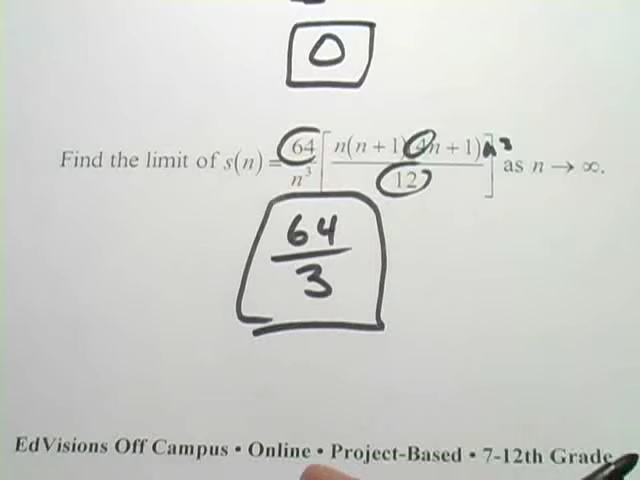 0
Find the limit of s(n) = 64/n³ [n(n + 1)(4n + 1)/12] as n → ∞.
n³
64
3
EdVisions Off Campus • Online • Project-Based • 7-12th Grade